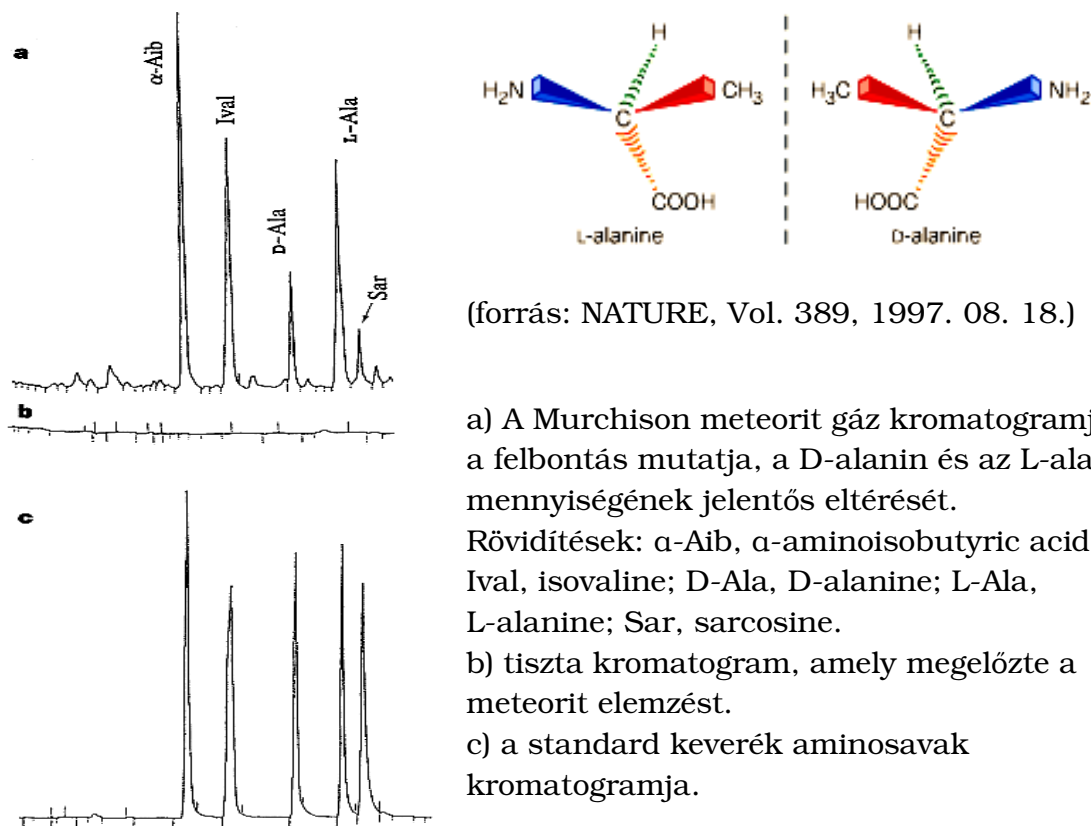 a
α-Aib
Ival
D-Ala
L-Ala
Sar
b
c
H
H₂N
C
CH₃
COOH
L-alanine
H
H₃C
C
NH₂
HOOC
D-alanine
(forrás: NATURE, Vol. 389, 1997. 08. 18.)
a) A Murchison meteorit gáz kromatogramj
a felbontás mutatja, a D-alanin és az L-ala
mennyiségének jelentős eltérését.
Rövidítések: α-Aib, α-aminoisobutyric acid
Ival, isovaline; D-Ala, D-alanine; L-Ala,
L-alanine; Sar, sarcosine.
b) tiszta kromatogram, amely megelőzte a
meteorit elemzést.
c) a standard keverék aminosavak
kromatogramja.